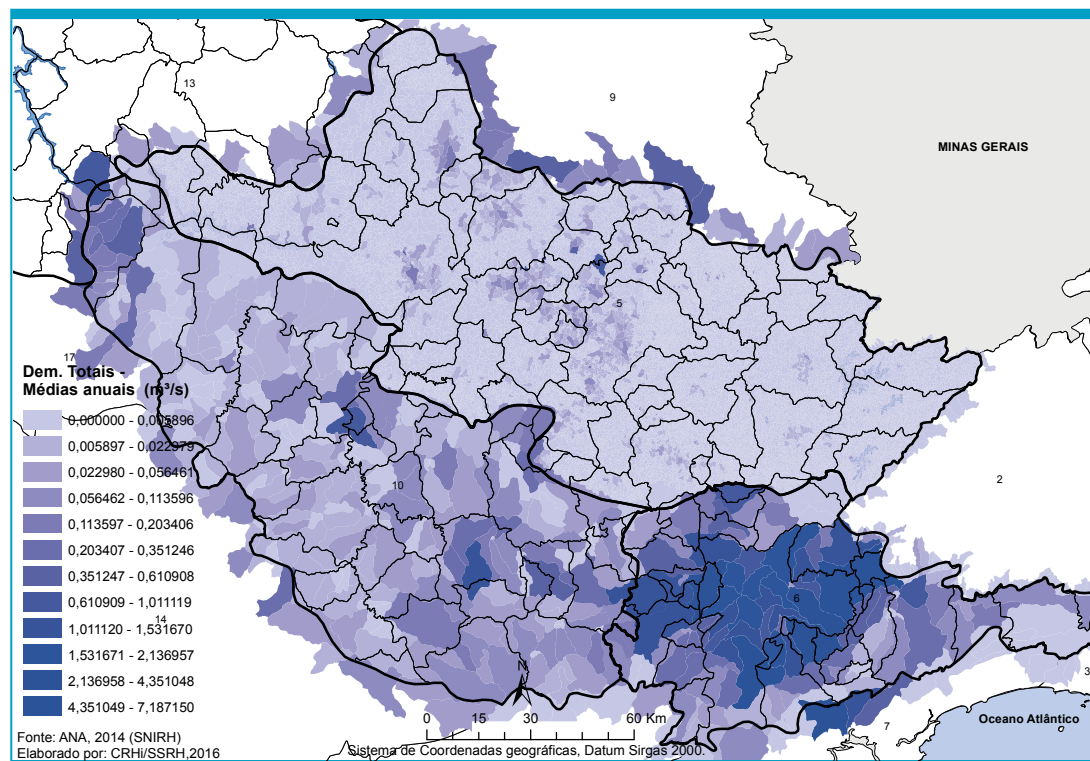 13
9
MINAS GERAIS
5
17
Dem. Totais -
Médias anuais (m³/s)
0,000000 - 0,005896
0,005897 - 0,022979
0,022980 - 0,056461
0,056462 - 0,113596
0,113597 - 0,203406
0,203407 - 0,351246
0,351247 - 0,610908
0,610909 - 1,011119
1,011120 - 1,531670
1,531671 - 2,136957
2,136958 - 4,351048
4,351049 - 7,187150
10
2
6
14
3
N
0 15 30 60 Km
7
Oceano Atlântico
Fonte: ANA, 2014 (SNIRH)
Elaborado por: CRHi/SSRH,2016
Sistema de Coordenadas geográficas, Datum Sirgas 2000.